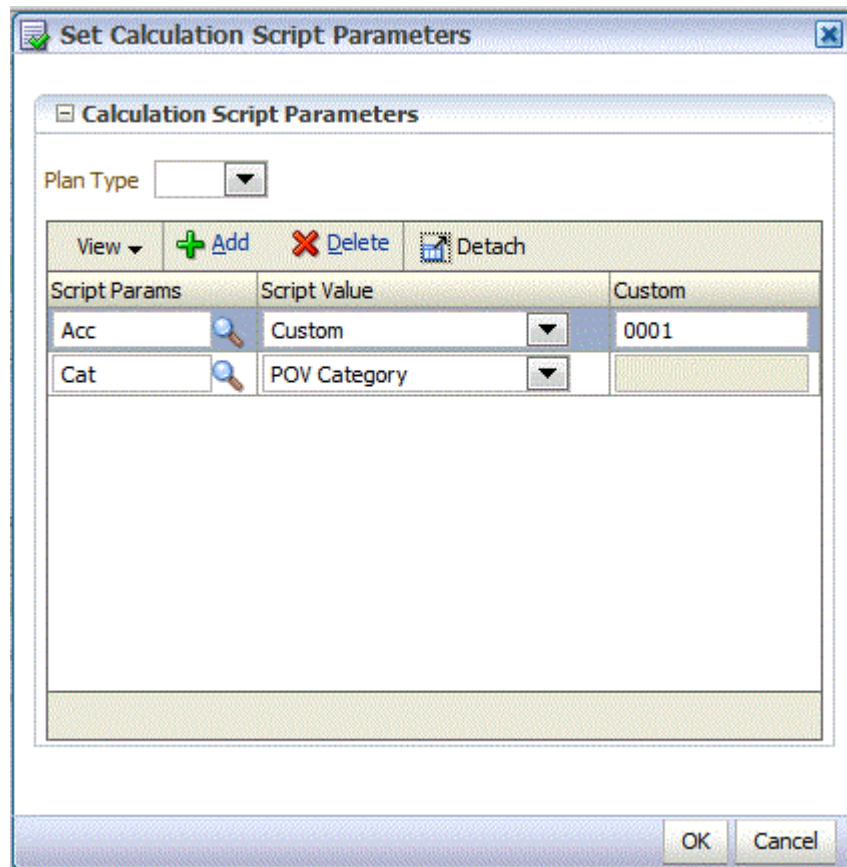 Set Calculation Script Parameters
Calculation Script Parameters
Plan Type
View Add Delete Detach
Script Params Script Value Custom
Acc Custom 0001
Cat POV Category
OK Cancel